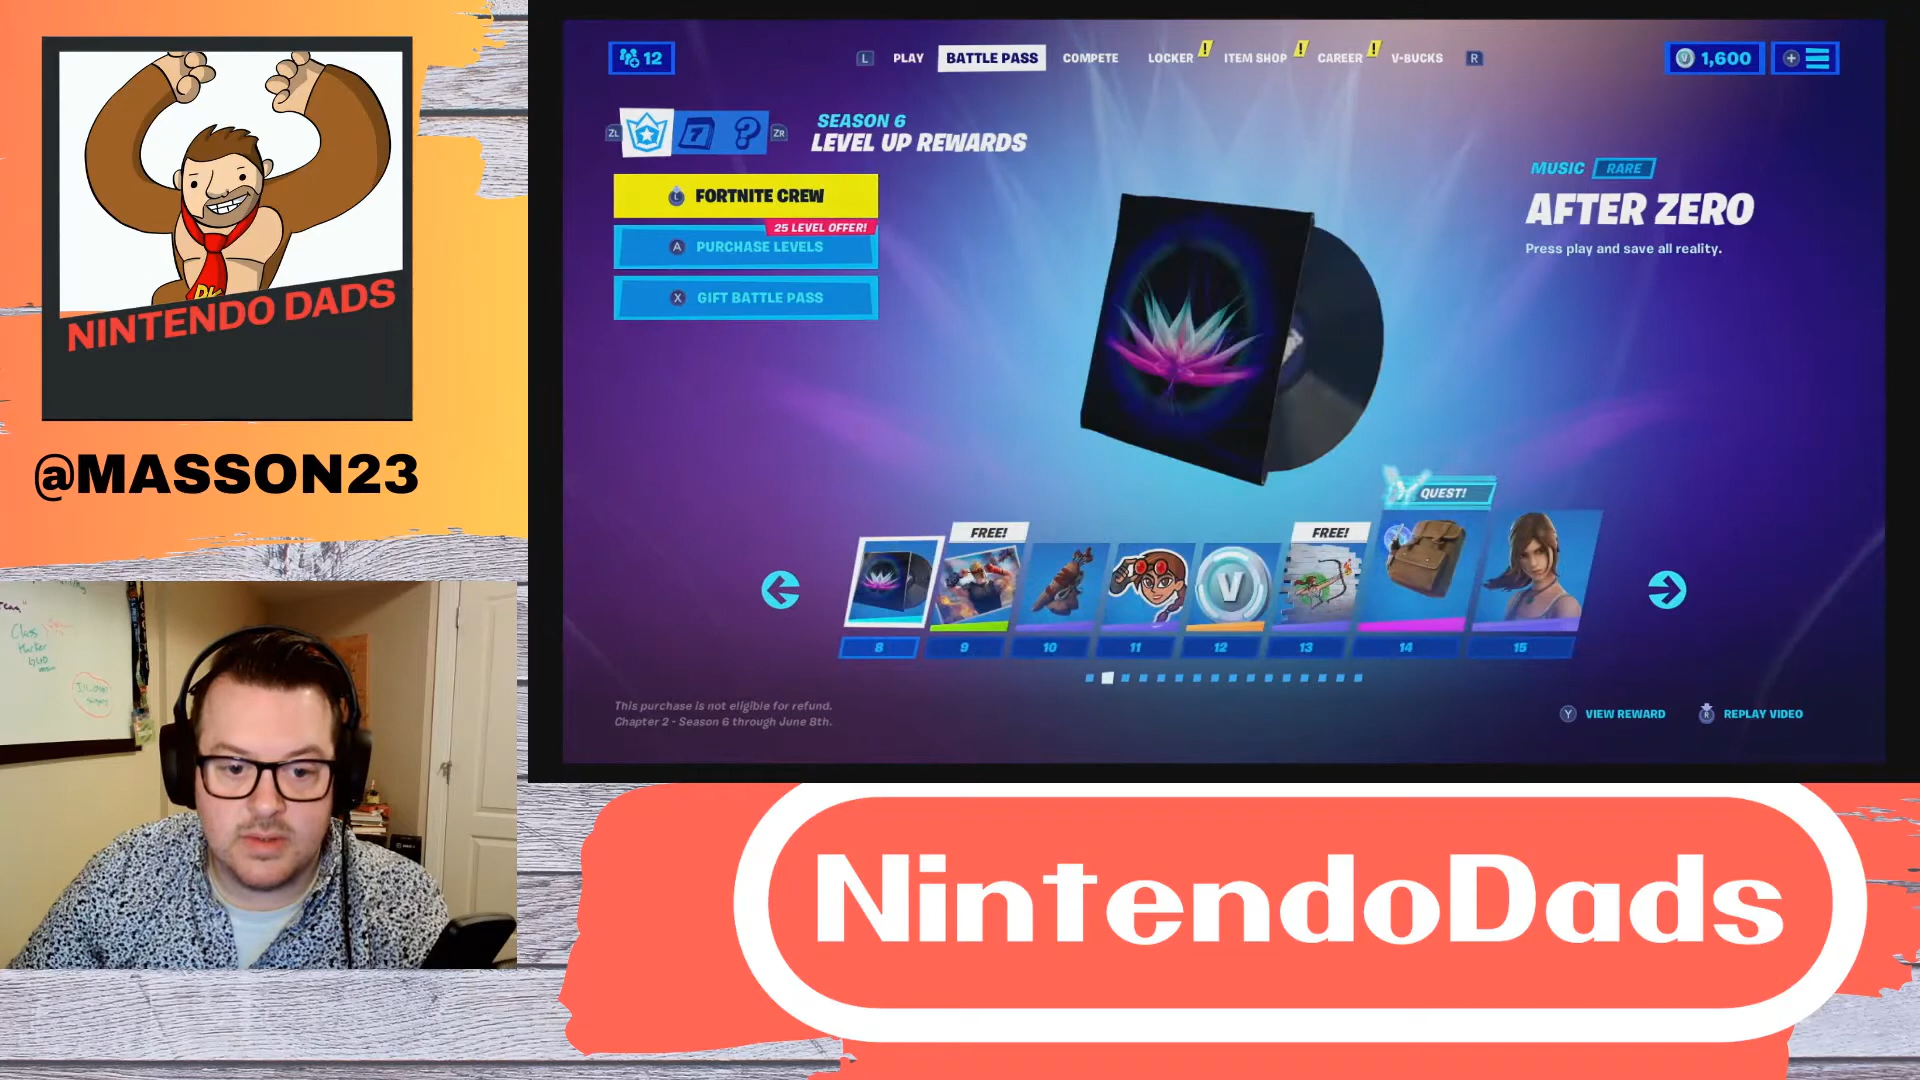 DK
NINTENDO DADS
@MASSON23
Class
12
L
PLAY
BATTLE PASS
COMPETE
LOCKER
!
ITEM SHOP
!
CAREER
!
V-BUCKS
R
1,600
ZL
7
?
ZR
SEASON 6
LEVEL UP REWARDS
L FORTNITE CREW
25 LEVEL OFFER!
A PURCHASE LEVELS
X GIFT BATTLE PASS
MUSIC RARE
AFTER ZERO
Press play and save all reality.
QUEST!
FREE!
FREE!
V
8 9 10 11 12 13 14 15
This purchase is not eligible for refund.
Chapter 2 - Season 6 through June 8th.
Y VIEW REWARD
R REPLAY VIDEO
NintendoDads